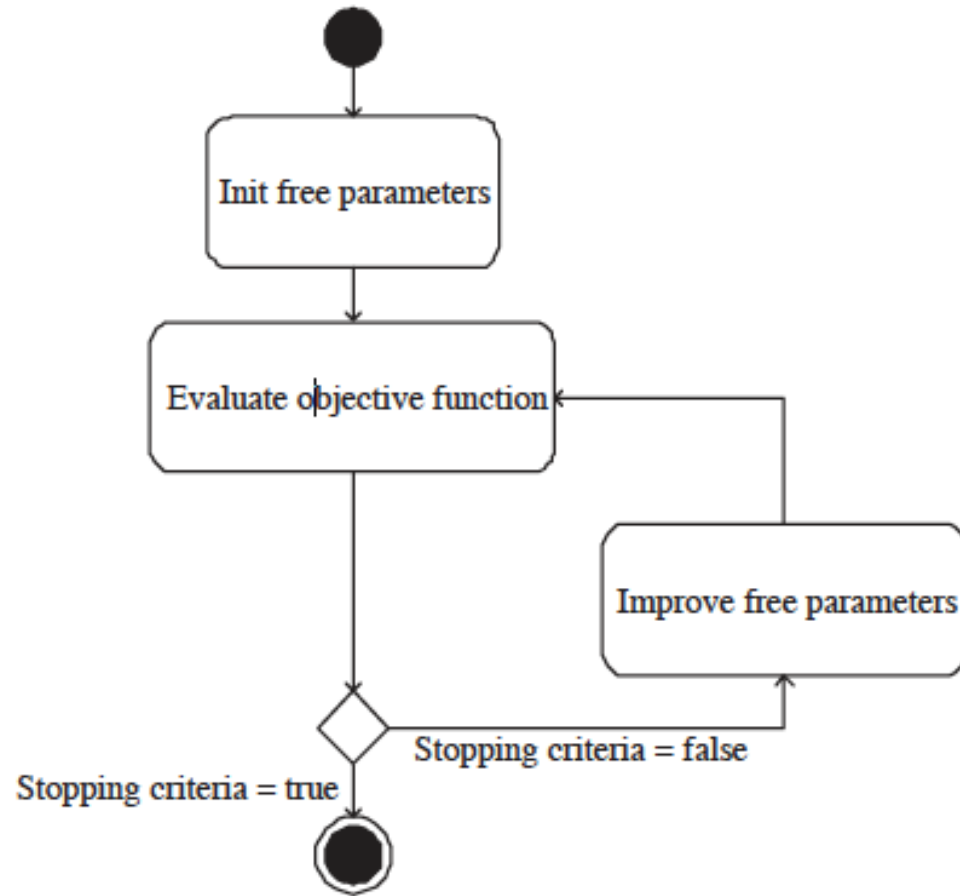 Init free parameters
Evaluate objective function
Improve free parameters
Stopping criteria = false
Stopping criteria = true